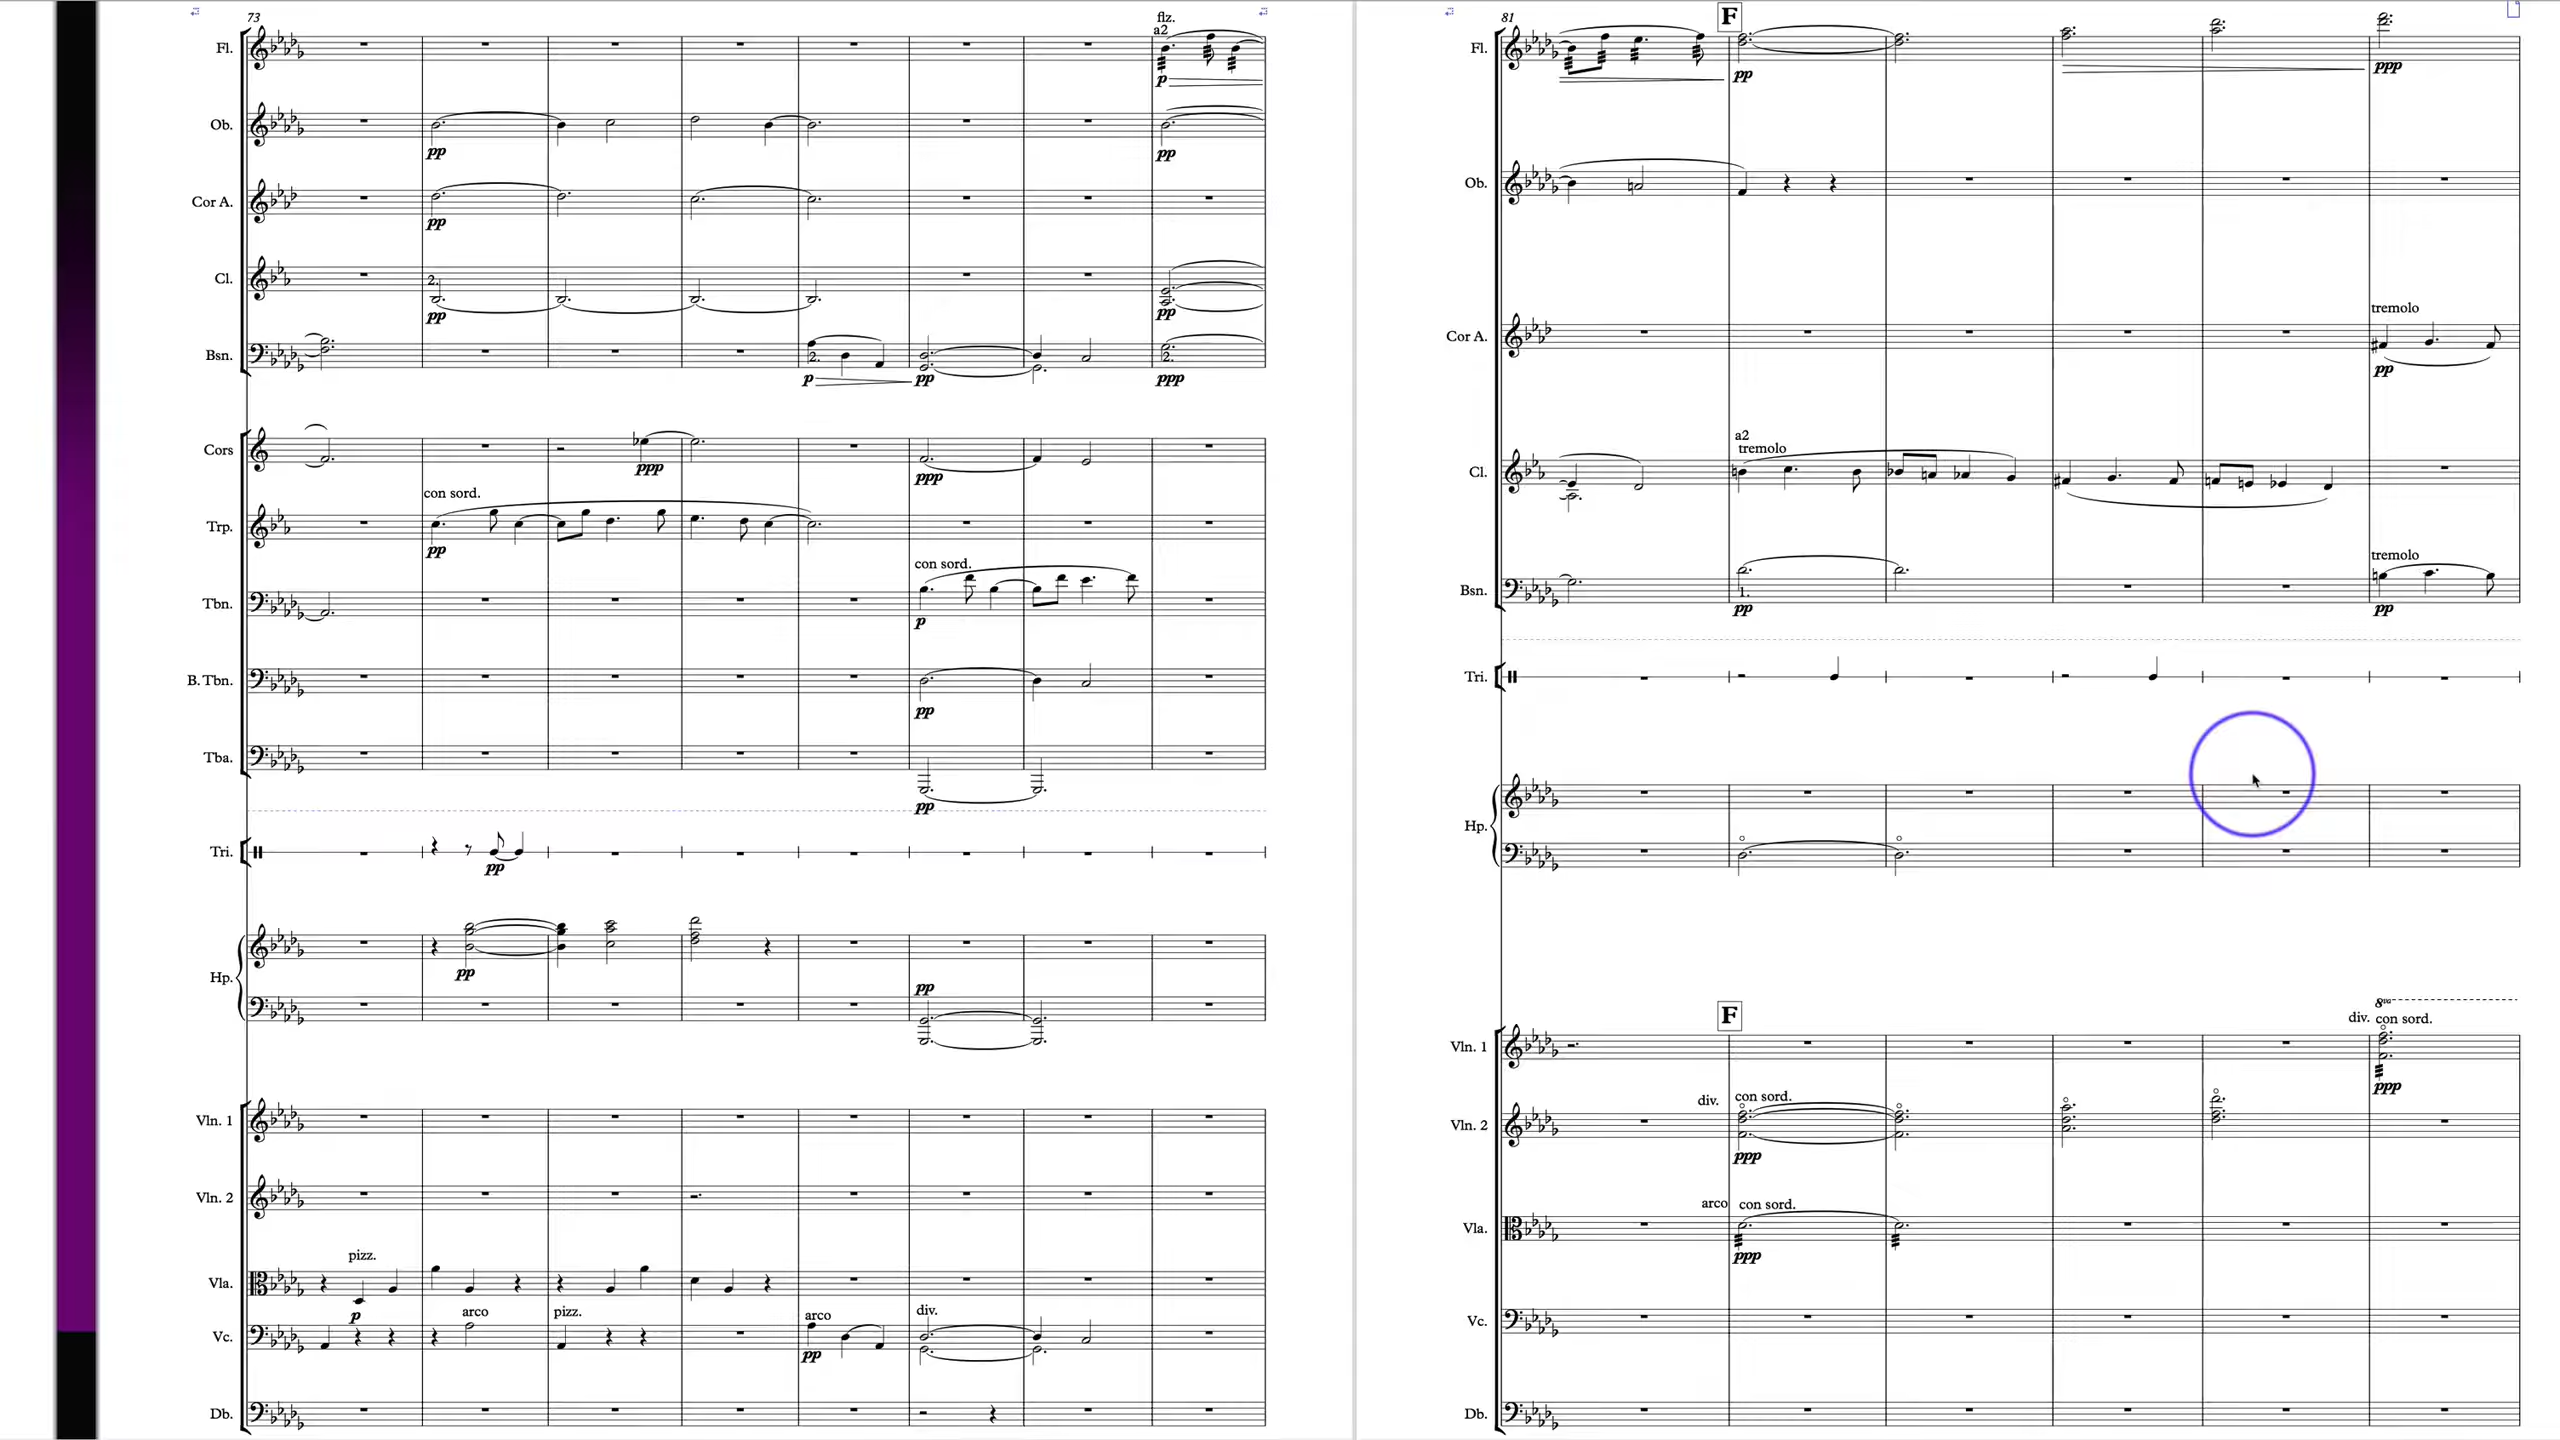 73
flz.
a2
Fl.
p
Ob.
pp
pp
Cor A.
pp
Cl.
2.
pp
pp
Bsn.
2.
2.
p
pp
ppp
Cors
ppp
ppp
con sord.
Trp.
pp
con sord.
Tbn.
p
B. Tbn.
pp
Tba.
pp
Tri.
pp
pp
Hp.
pp
Vln. 1
Vln. 2
pizz.
Vla.
p
arco
pizz.
arco
div.
Vc.
pp
Db.
81
F
Fl.
pp
ppp
Ob.
tremolo
Cor A.
pp
a2
tremolo
Cl.
tremolo
Bsn.
1.
pp
pp
Tri.
Hp.
8va
F
div. con sord.
Vln. 1
ppp
div. con sord.
Vln. 2
ppp
arco con sord.
Vla.
ppp
Vc.
Db.